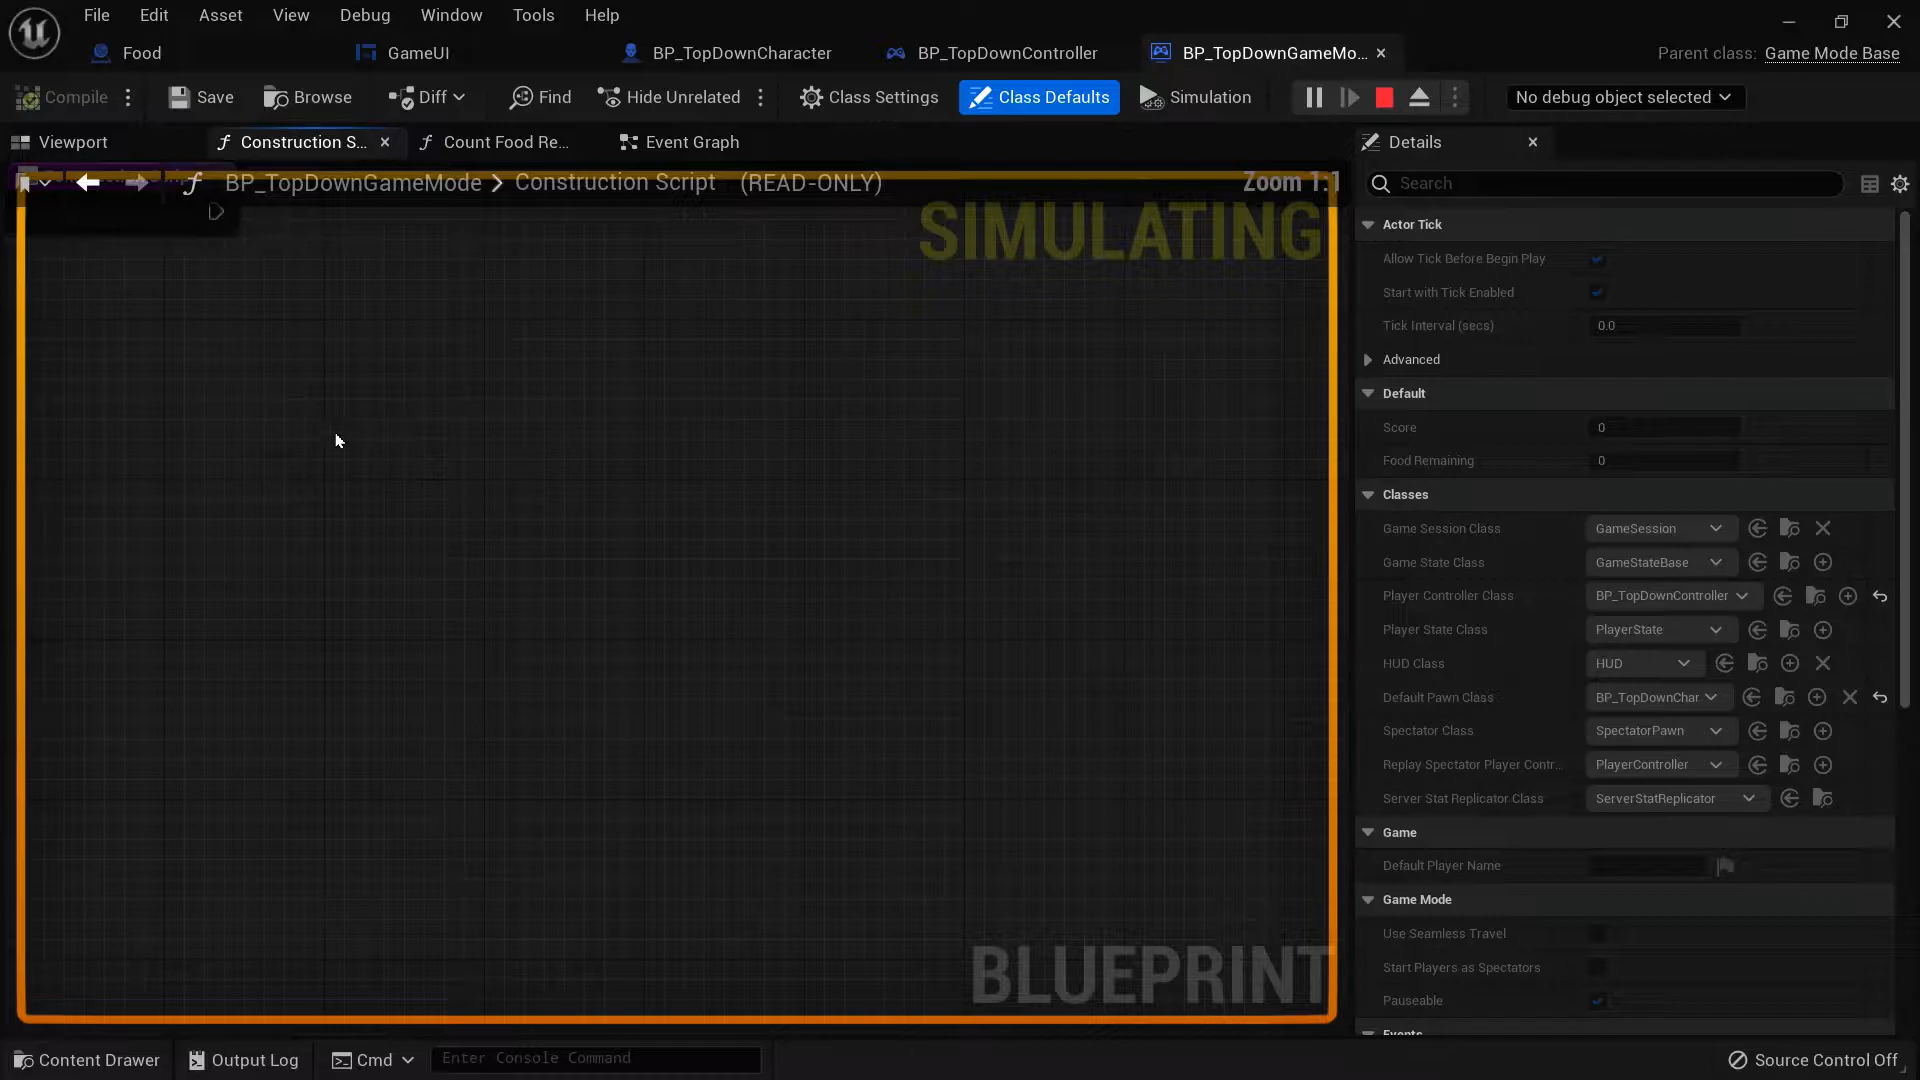 File Edit Asset View Debug Window Tools Help
Food GameUI BP_TopDownCharacter BP_TopDownController BP_TopDownGameMo... Parent class: Game Mode Base
Compile Save Browse Diff Find Hide Unrelated Class Settings Class Defaults Simulation No debug object selected
Viewport Construction S... Count Food Re... Event Graph Details
BP_TopDownGameMode > Construction Script (READ-ONLY) Zoom 1:1 Search
SIMULATING
Actor Tick
Allow Tick Before Begin Play
Start with Tick Enabled
Tick Interval (secs) 0.0
Advanced
Default
Score 0
Food Remaining 0
Classes
Game Session Class GameSession
Game State Class GameStateBase
Player Controller Class BP_TopDownController
Player State Class PlayerState
HUD Class HUD
Default Pawn Class BP_TopDownChar
Spectator Class SpectatorPawn
Replay Spectator Player Contr... PlayerController
Server Stat Replicator Class ServerStatReplicator
Game
Default Player Name
Game Mode
Use Seamless Travel
Start Players as Spectators
Pauseable
Events
BLUEPRINT
Content Drawer Output Log Cmd Enter Console Command Source Control Off